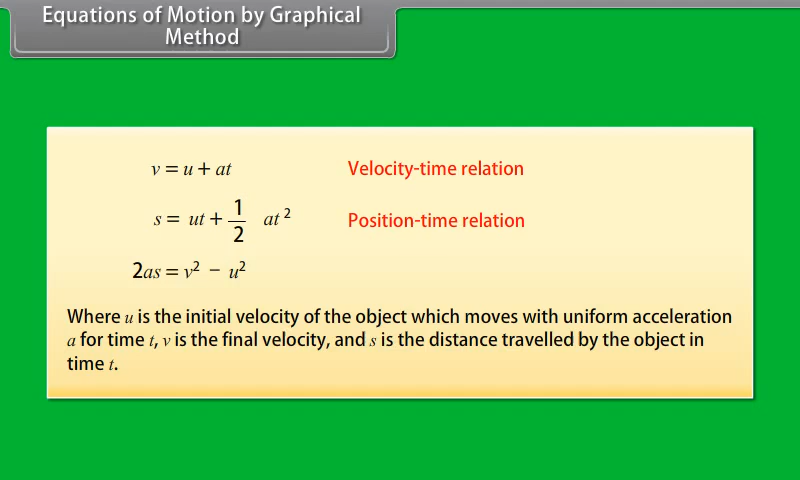 Equations of Motion by Graphical
Method
v = u + at Velocity-time relation
s = ut + 1/2 at² Position-time relation
2as = v² − u²
Where u is the initial velocity of the object which moves with uniform acceleration
a for time t, v is the final velocity, and s is the distance travelled by the object in
time t.